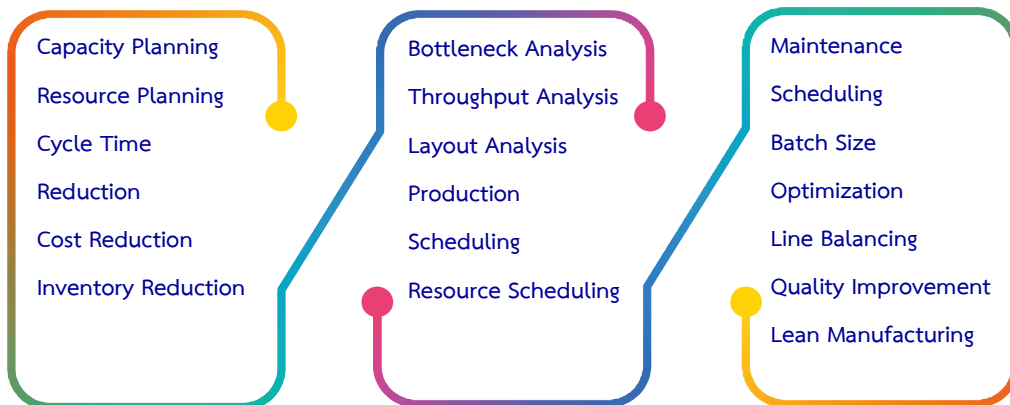 Capacity Planning
Resource Planning
Cycle Time
Reduction
Cost Reduction
Inventory Reduction
Bottleneck Analysis
Throughput Analysis
Layout Analysis
Production
Scheduling
Resource Scheduling
Maintenance
Scheduling
Batch Size
Optimization
Line Balancing
Quality Improvement
Lean Manufacturing